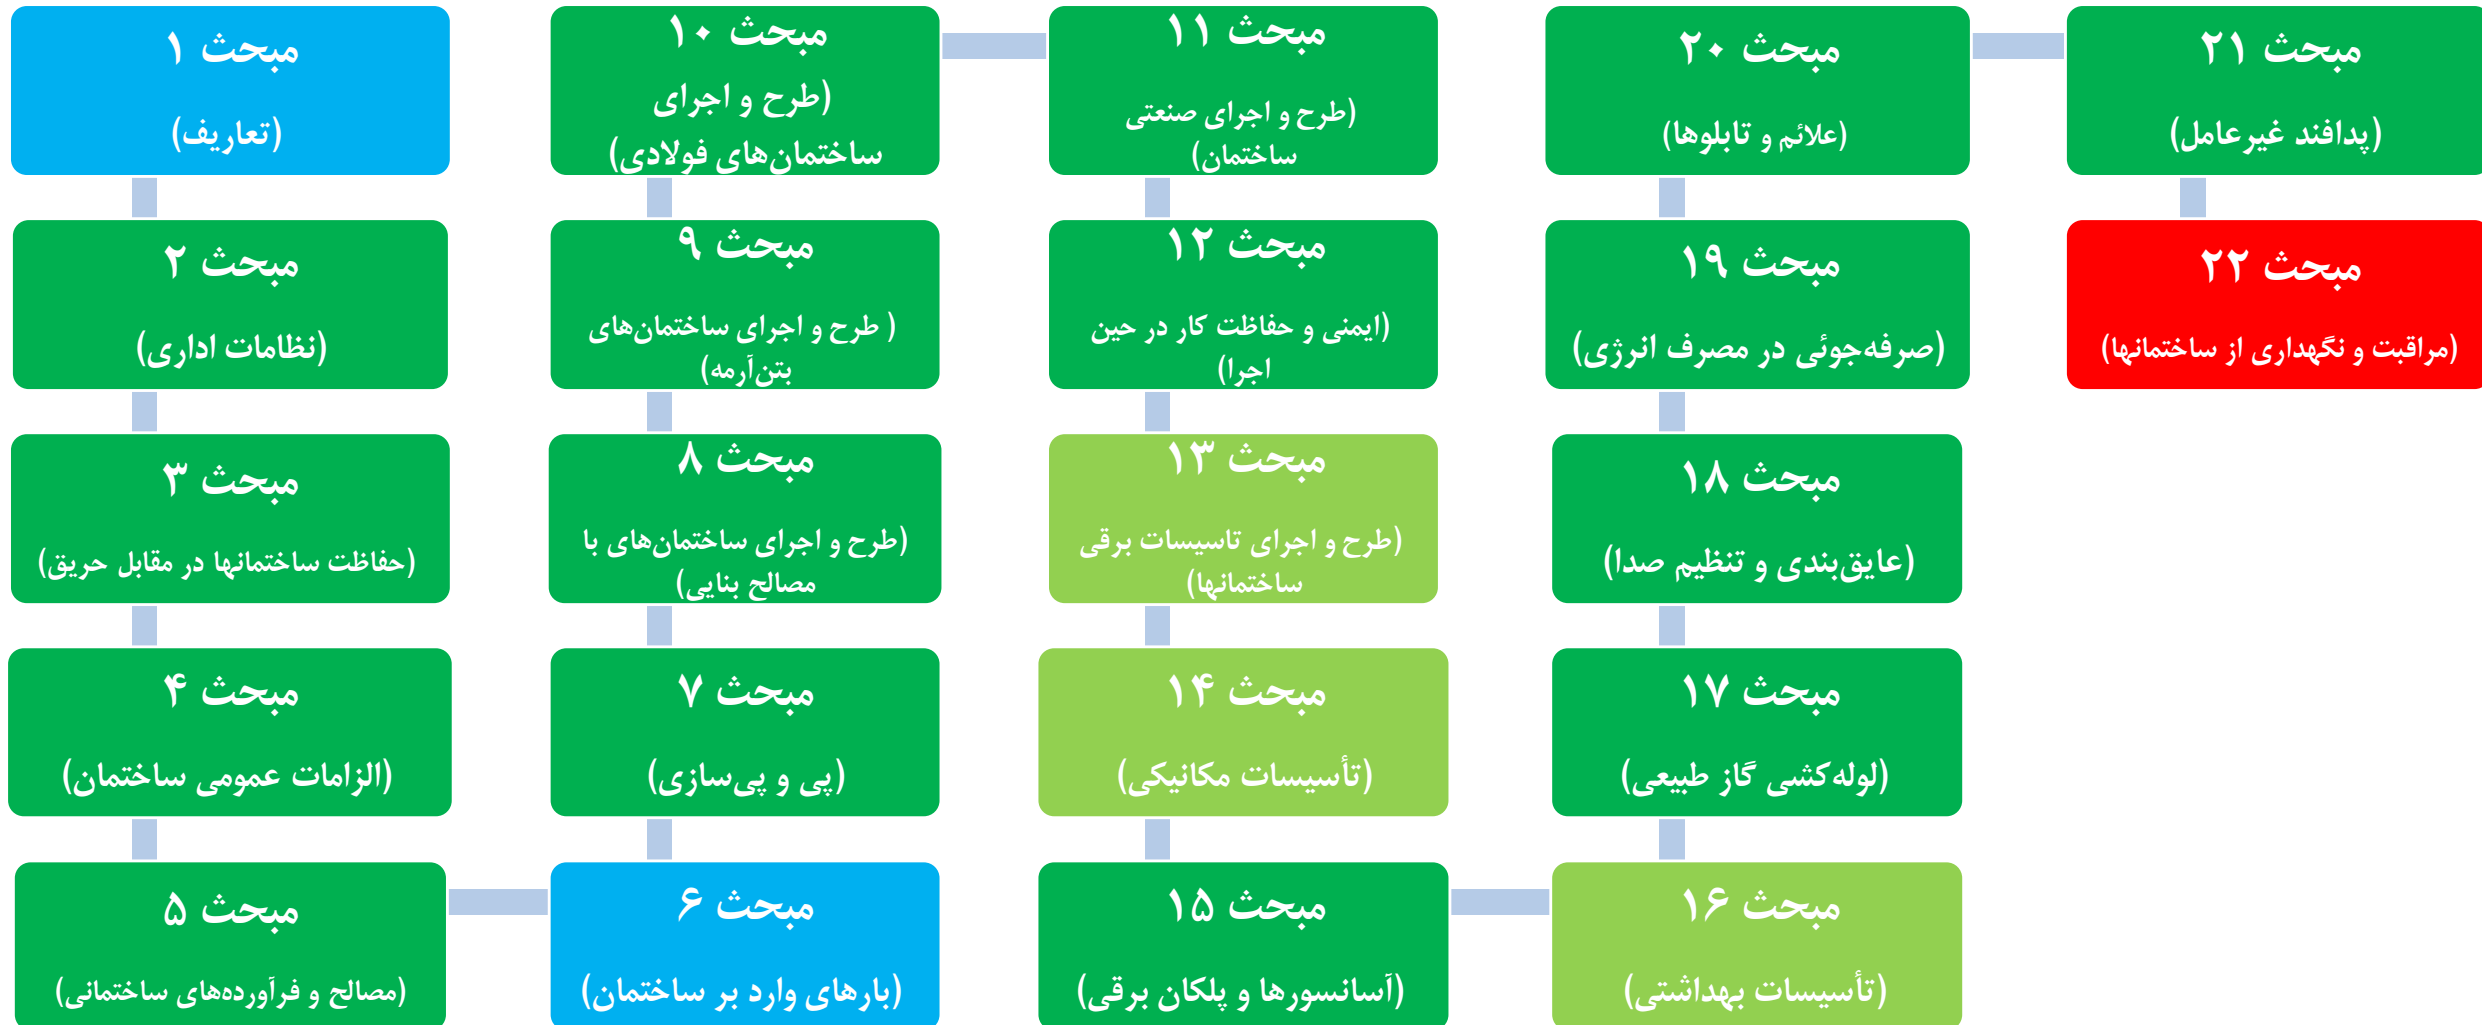 مبحث ۱
(تعاریف)
مبحث ۲
(نظامات اداری)
مبحث ۳
(حفاظت ساختمانها در مقابل حریق)
مبحث ۴
(الزامات عمومی ساختمان)
مبحث ۵
(مصالح و فرآورده‌های ساختمانی)
مبحث ۶
(بارهای وارد بر ساختمان)
مبحث ۷
(پی و پی‌سازی)
مبحث ۸
(طرح و اجرای ساختمان‌های با
مصالح بنایی)
مبحث ۹
( طرح و اجرای ساختمان‌های
بتن‌آرمه)
مبحث ۱۰
(طرح و اجرای
ساختمان‌های فولادی)
مبحث ۱۱
(طرح و اجرای صنعتی
ساختمان)
مبحث ۱۲
(ایمنی و حفاظت کار در حین
اجرا)
مبحث ۱۳
(طرح و اجرای تاسیسات برقی
ساختمانها)
مبحث ۱۴
(تأسیسات مکانیکی)
مبحث ۱۵
(آسانسورها و پلکان برقی)
مبحث ۱۶
(تأسیسات بهداشتی)
مبحث ۱۷
(لوله‌کشی گاز طبیعی)
مبحث ۱۸
(عایق‌بندی و تنظیم صدا)
مبحث ۱۹
(صرفه‌جوئی در مصرف انرژی)
مبحث ۲۰
(علائم و تابلوها)
مبحث ۲۱
(پدافند غیرعامل)
مبحث ۲۲
(مراقبت و نگهداری از ساختمانها)